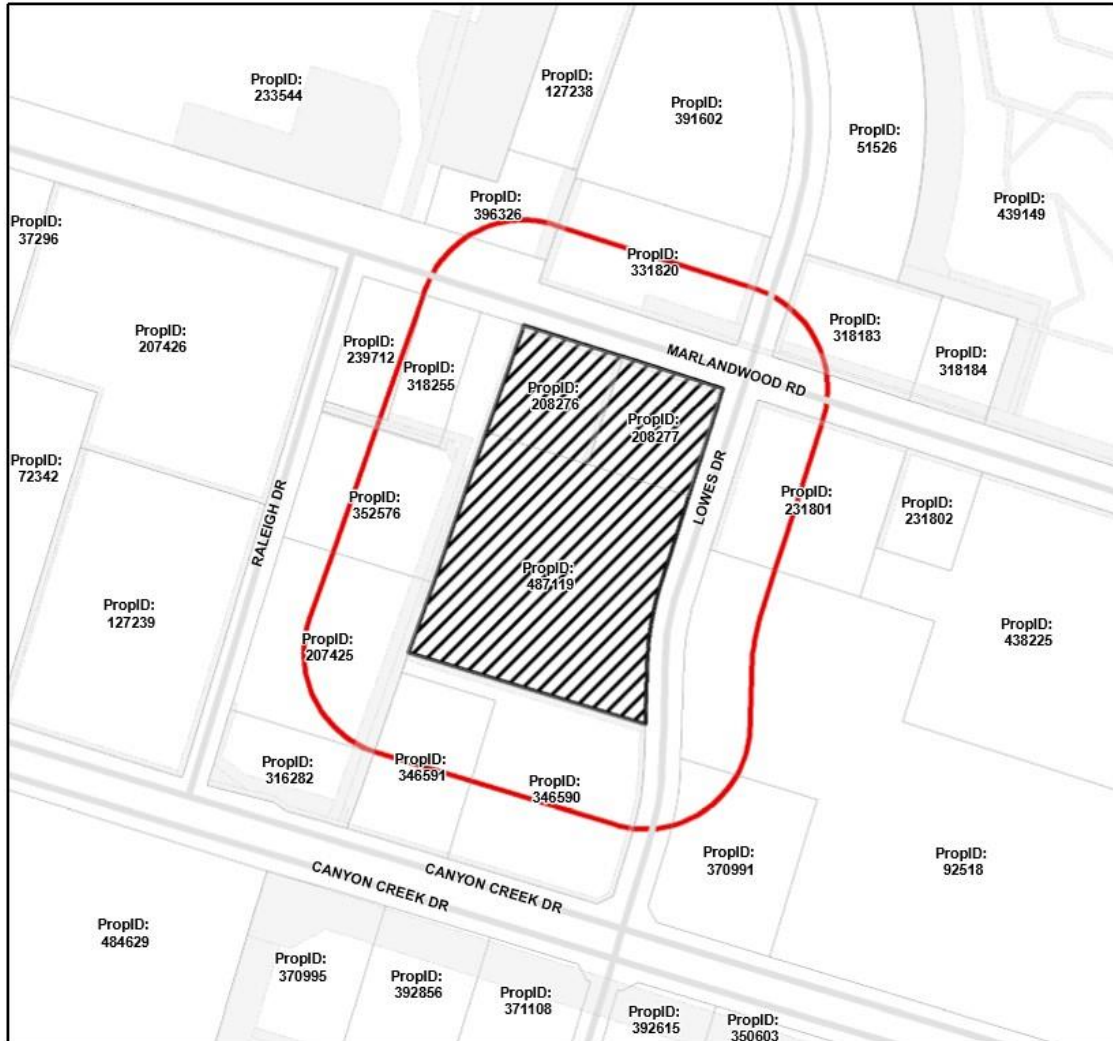 PropID:
233544
PropID:
127238
PropID:
391602
PropID:
51526
PropID:
439149
PropID:
396326
PropID:
37296
PropID:
331820
PropID:
207426
PropID:
239712
PropID:
318255
PropID:
318183
PropID:
318184
MARLANDWOOD RD
PropID:
208276
PropID:
208277
PropID:
72342
PropID:
352576
RALEIGH DR
LOWES DR
PropID:
231801
PropID:
231802
PropID:
487119
PropID:
127239
PropID:
207425
PropID:
438225
PropID:
316282
PropID:
346591
PropID:
346590
PropID:
370991
PropID:
92518
CANYON CREEK DR
CANYON CREEK DR
PropID:
484629
PropID:
370995
PropID:
392856
PropID:
371108
PropID:
392615
PropID:
350603